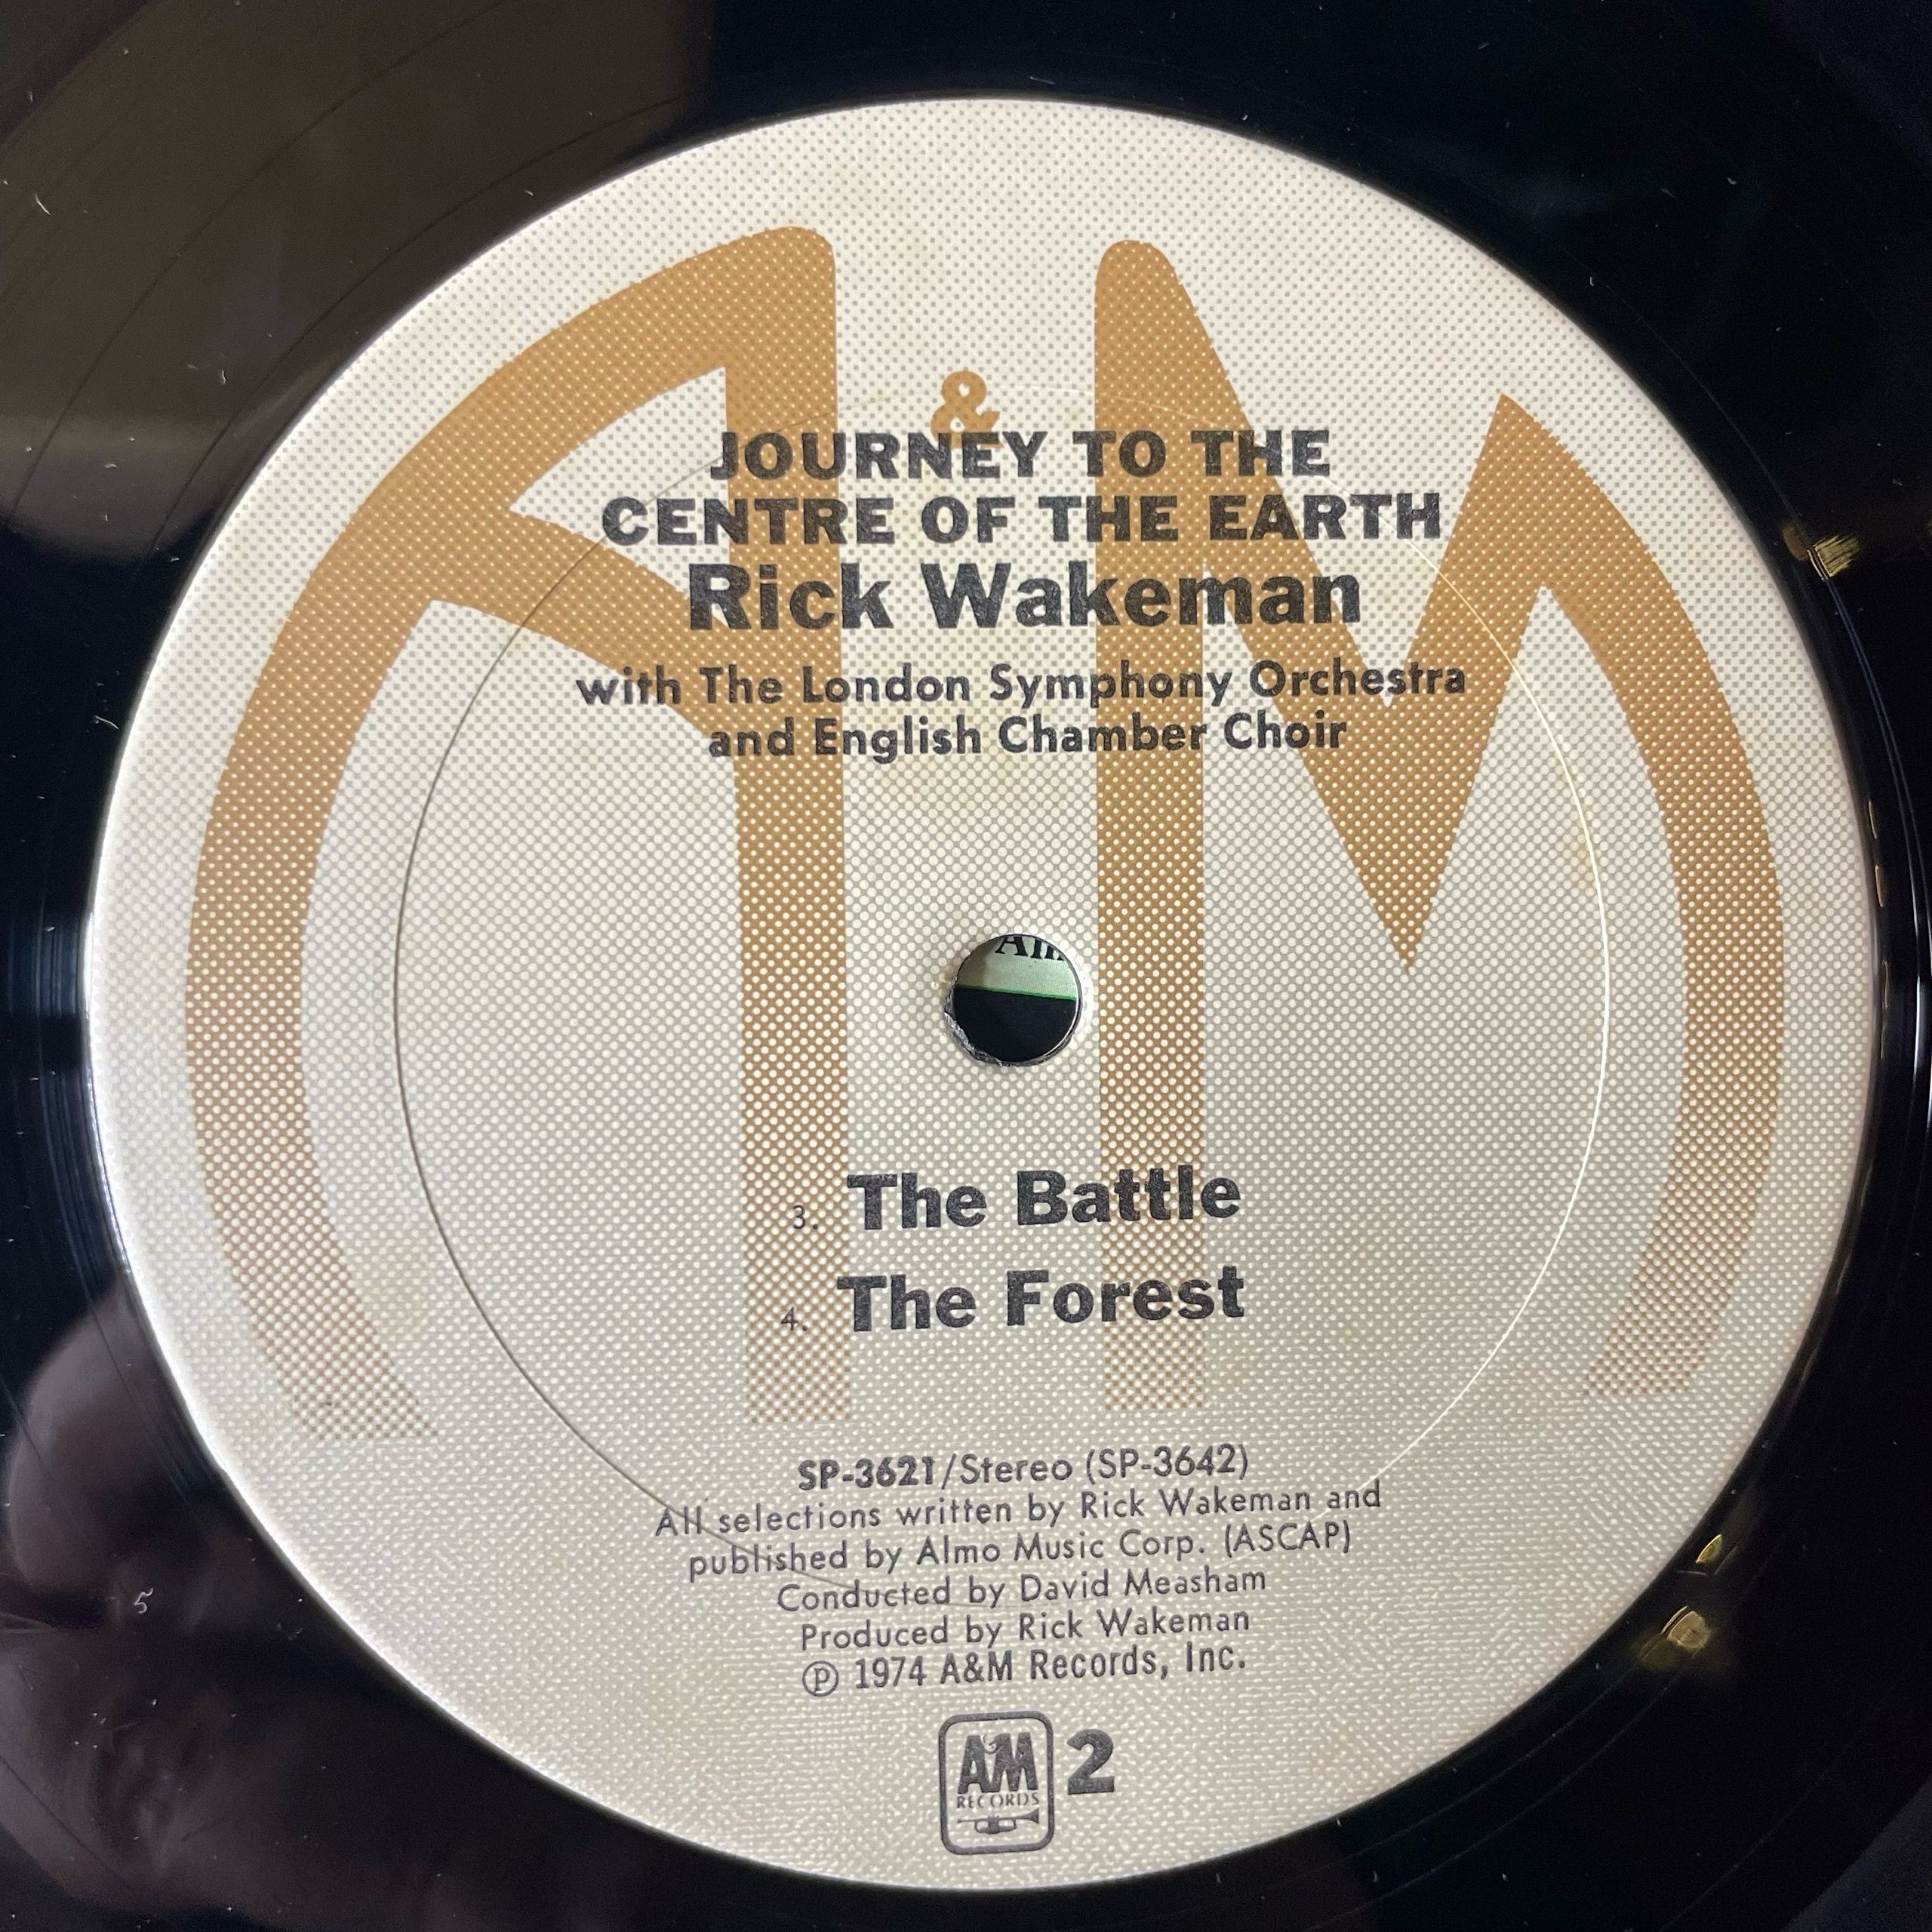 A & M
JOURNEY TO THE
CENTRE OF THE EARTH
Rick Wakeman
with The London Symphony Orchestra
and English Chamber Choir
3. The Battle
4. The Forest
SP-3621/Stereo (SP-3642)
All selections written by Rick Wakeman and
published by Almo Music Corp. (ASCAP)
Conducted by David Measham
Produced by Rick Wakeman
℗ 1974 A&M Records, Inc.
A&M 2
RECORDS